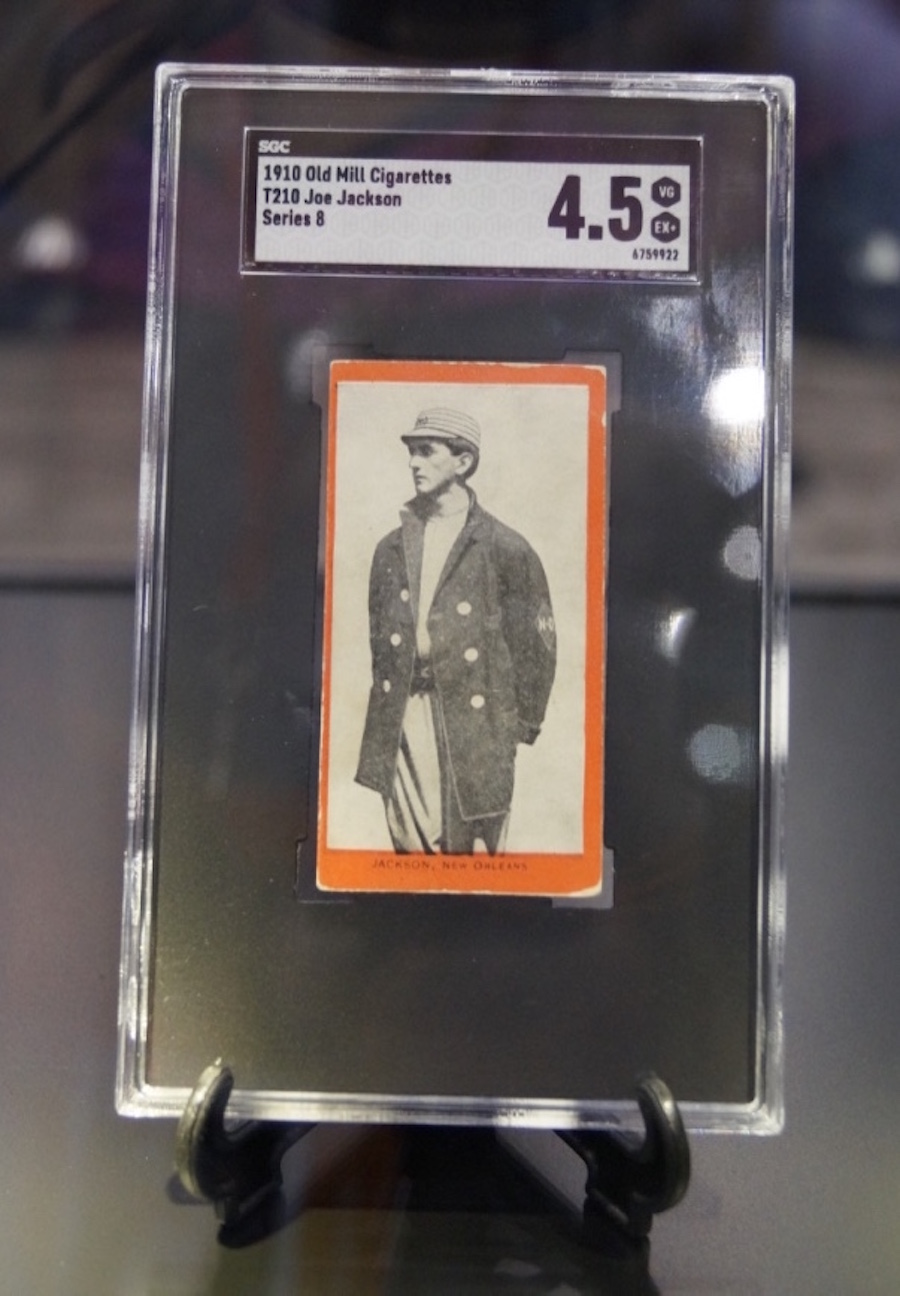 SGC
1910 Old Mill Cigarettes
T210 Joe Jackson
Series 8
4.5
VG
EX+
6759922
N-O
JACKSON, NEW ORLEANS